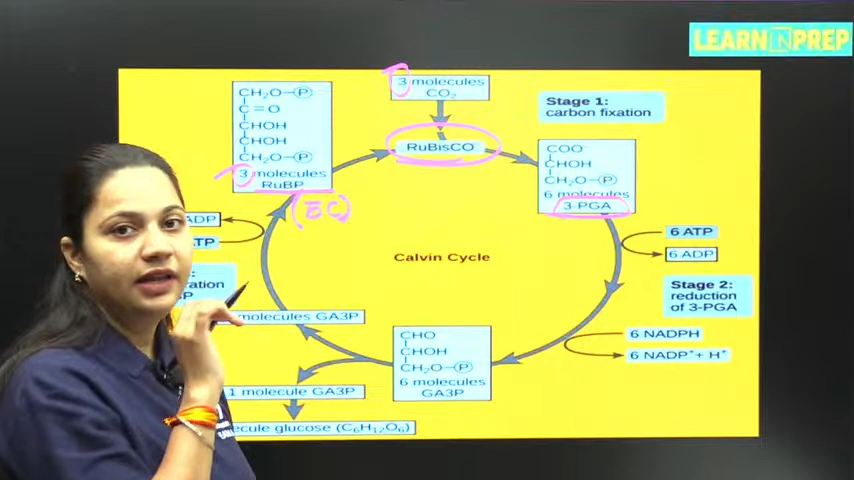 LEARN IN PREP
CH₂O—P
C=O
CHOH
CHOH
CH₂O—P
3 molecules
RuBP
(5C)
3 molecules
CO₂
RuBisCO
Stage 1:
carbon fixation
COO⁻
CHOH
CH₂O—P
6 molecules
3-PGA
6 ATP
6 ADP
Calvin Cycle
Stage 2:
reduction
of 3-PGA
6 NADPH
6 NADP⁺+ H⁺
CHO
CHOH
CH₂O—P
6 molecules
GA3P
molecules GA3P
1 molecule GA3P
glucose (C₆H₁₂O₆)
ADP